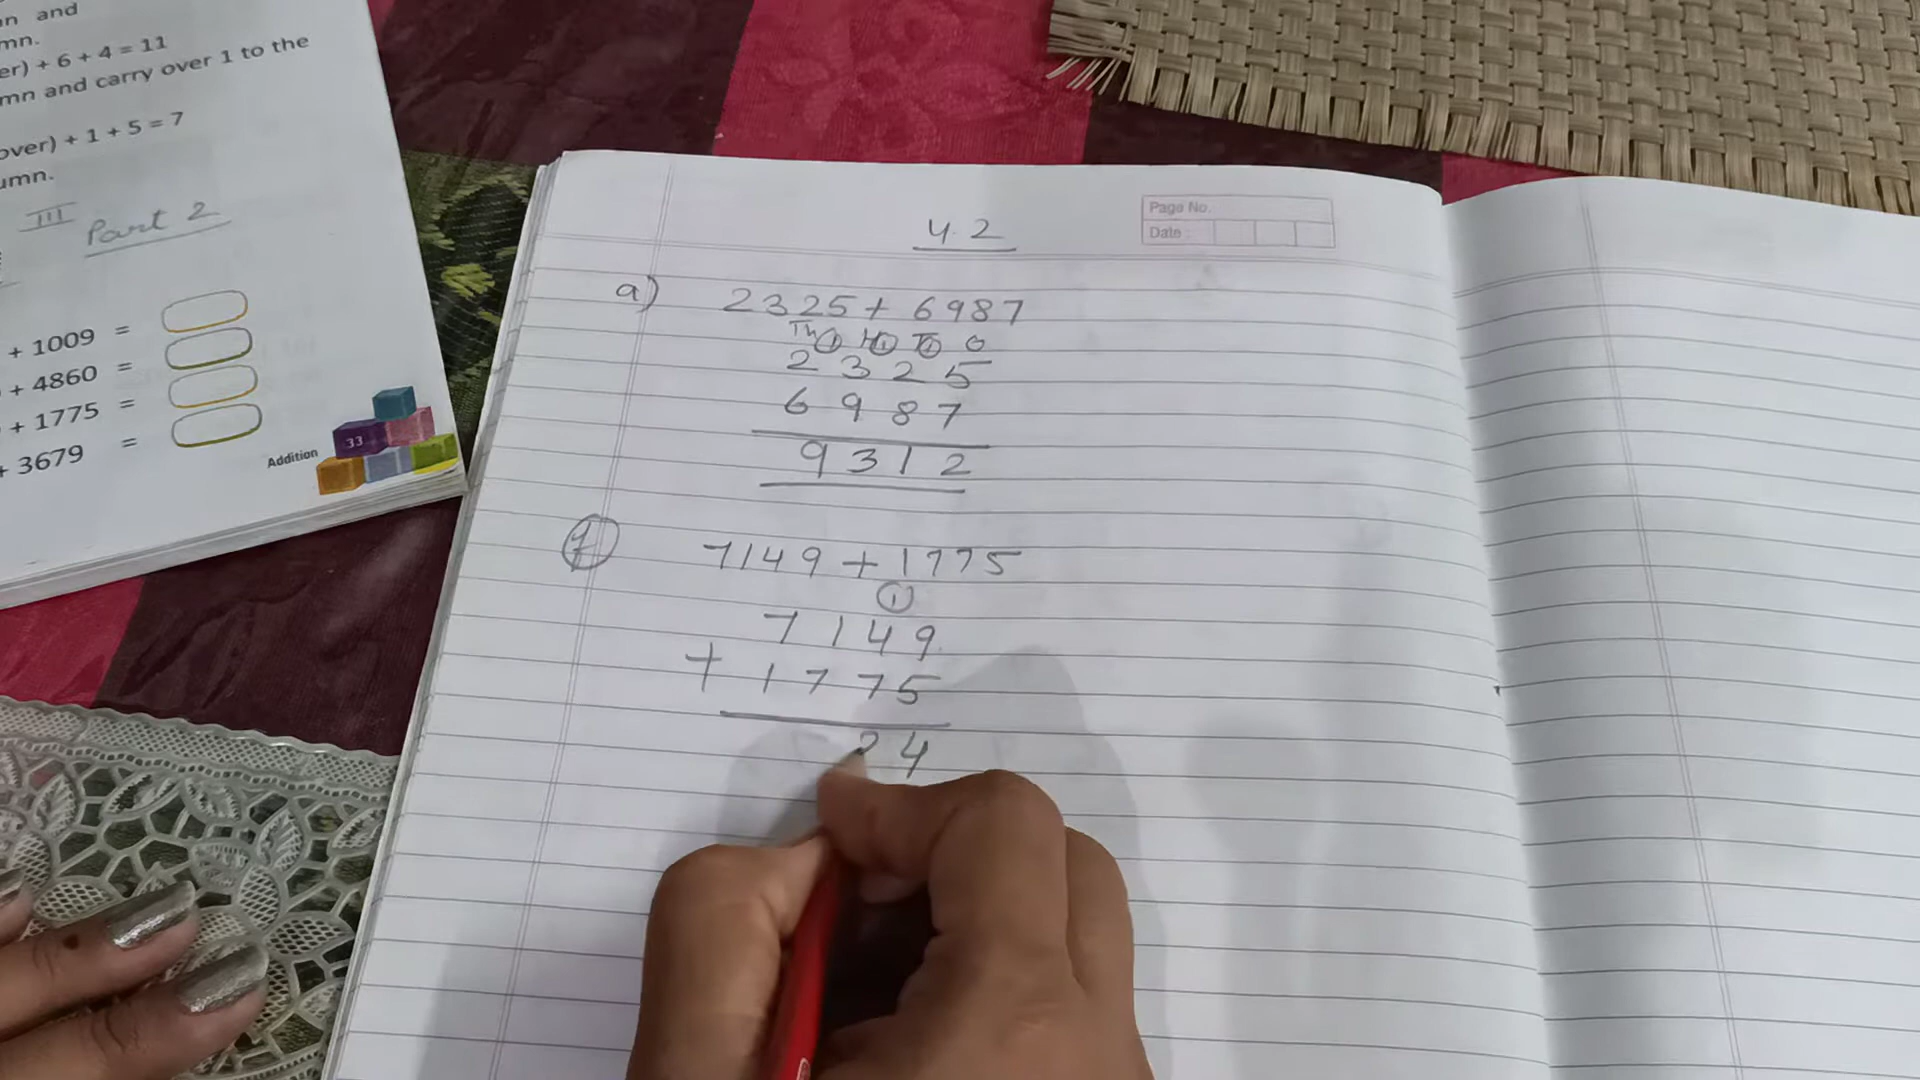 n and
mn.
er) + 6 + 4 = 11
mn and carry over 1 to the
over) + 1 + 5 = 7
umn.
III Part 2
+ 1009 =
+ 4860 =
+ 1775 =
+ 3679 =
Addition 33
Page No.
Date
4.2
a) 2325 + 6987
Th 1 H 1 T 1 O
2 3 2 5
6 9 8 7
9 3 1 2
7149 + 1775
1
7 1 4 9
+ 1 7 7 5
2 4